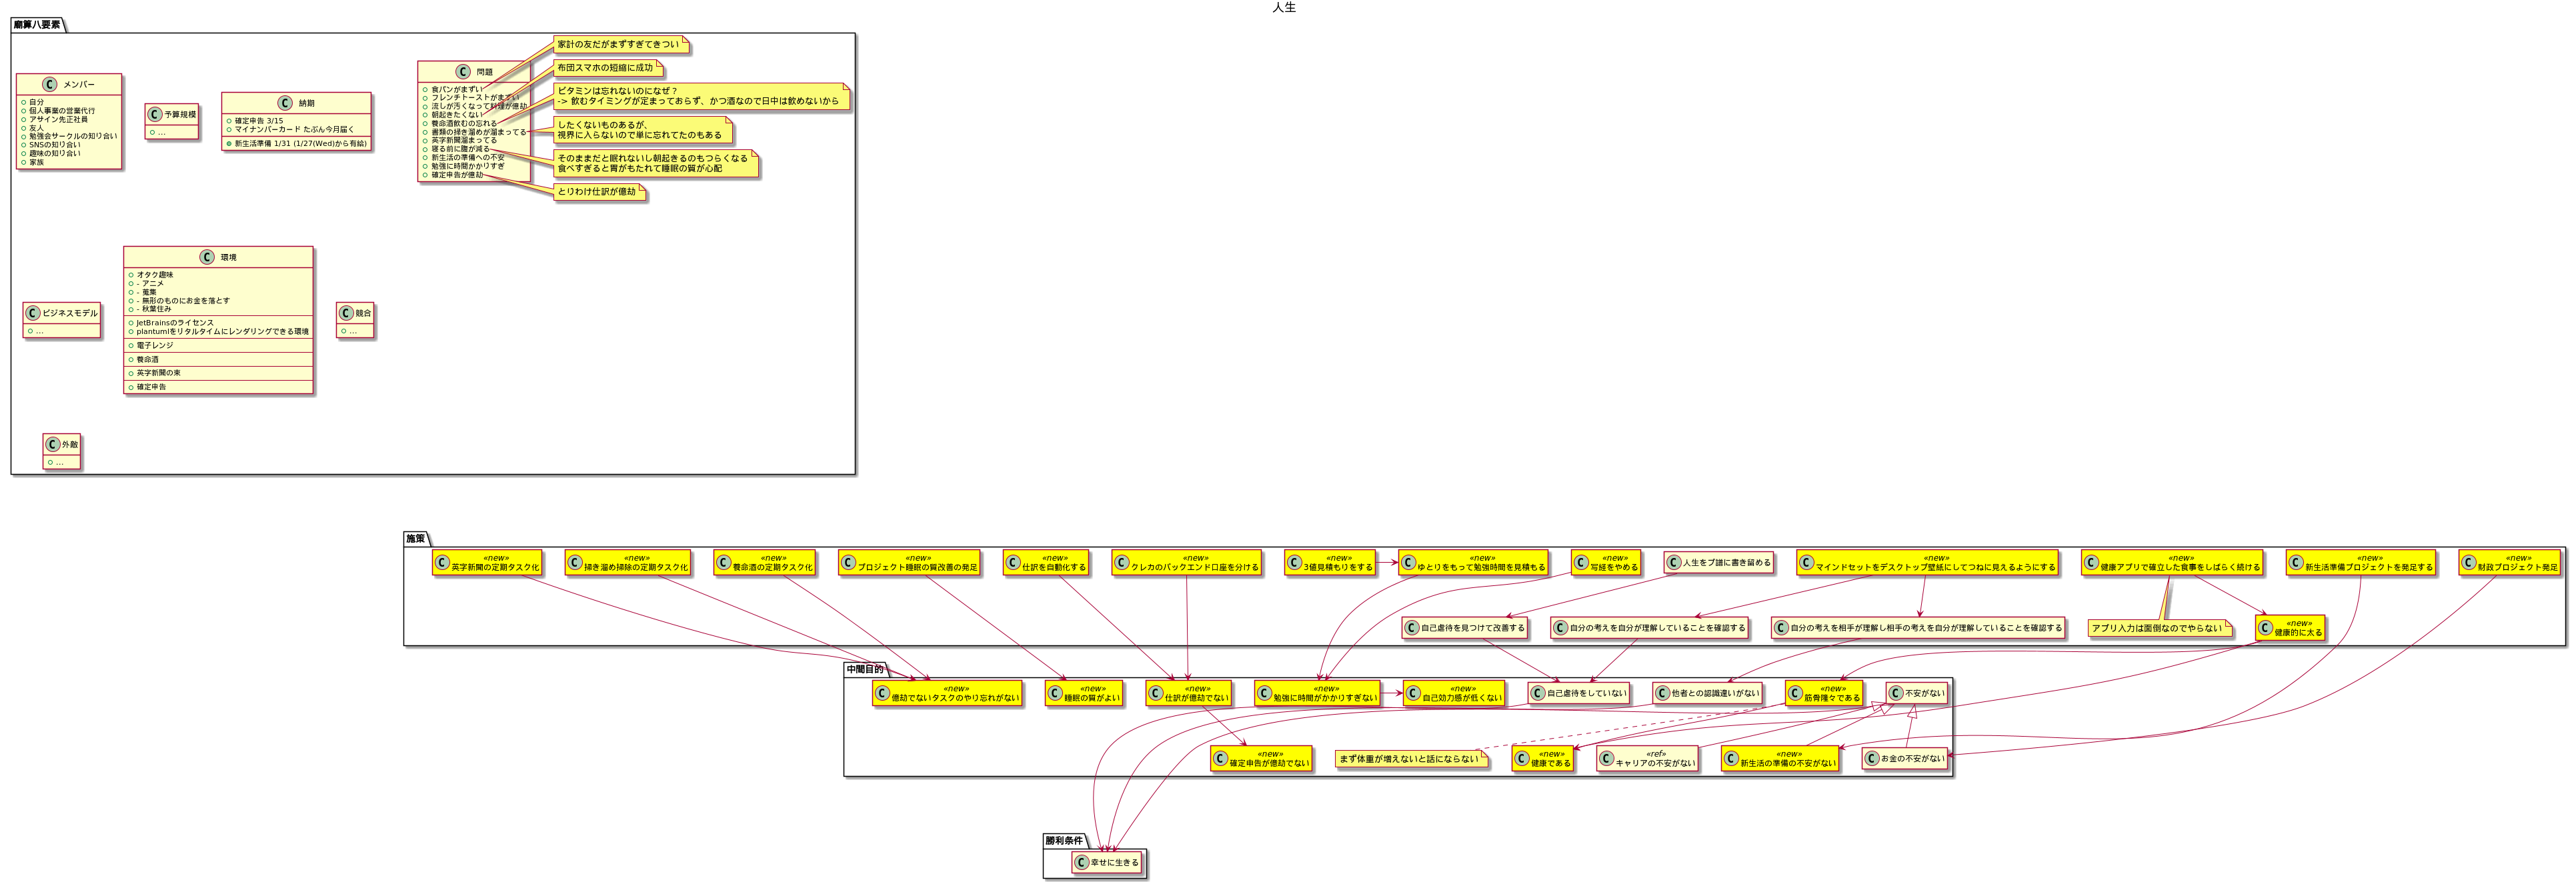 人生
廟算八要素
C メンバー
自分
個人事業の営業代行
アサイン先正社員
友人
勉強会サークルの知り合い
SNSの知り合い
趣味の知り合い
家族
C 予算規模
...
C 納期
確定申告 3/15
マイナンバーカード たぶん今月届く
新生活準備 1/31 (1/27(Wed)から有給)
C 問題
食パンがまずい
フレンチトーストがまずい
流しが汚くなって料理が億劫
朝起きたくない
養命酒飲むの忘れる
書類の掃き溜めが溜まってる
英字新聞溜まってる
寝る前に腹が減る
新生活の準備への不安
勉強に時間かかりすぎ
確定申告が億劫
家計の友だがまずすぎてきつい
布団スマホの短縮に成功
ビタミンは忘れないのになぜ？
-> 飲むタイミングが定まっておらず、かつ酒なので日中は飲めないから
したくないものあるが、
視界に入らないので単に忘れてたのもある
そのままだと眠れないし朝起きるのもつらくなる
食べすぎると胃がもたれて睡眠の質が心配
とりわけ仕訳が億劫
C ビジネスモデル
...
C 環境
オタク趣味
- アニメ
- 蒐集
- 無形のものにお金を落とす
- 秋葉住み
JetBrainsのライセンス
plantumlをリタルタイムにレンダリングできる環境
電子レンジ
養命酒
英字新聞の束
確定申告
C 競合
...
C 外敵
...
施策
C «new» 英字新聞の定期タスク化
C «new» 掃き溜め掃除の定期タスク化
C «new» 養命酒の定期タスク化
C «new» プロジェクト睡眠の質改善の発足
C «new» 仕訳を自動化する
C «new» クレカのバックエンド口座を分ける
C «new» 3値見積もりをする
C «new» ゆとりをもって勉強時間を見積もる
C «new» 写経をやめる
C 人生をプ譜に書き留める
C «new» マインドセットをデスクトップ壁紙にしてつねに見えるようにする
C «new» 健康アプリで確立した食事をしばらく続ける
C «new» 新生活準備プロジェクトを発足する
C «new» 財政プロジェクト発足
C 自己虐待を見つけて改善する
C 自分の考えを自分が理解していることを確認する
C 自分の考えを相手が理解し相手の考えを自分が理解していることを確認する
アプリ入力は面倒なのでやらない
C «new» 健康的に太る
中間目的
C «new» 億劫でないタスクのやり忘れがない
C «new» 睡眠の質がよい
C «new» 仕訳が億劫でない
C «new» 勉強に時間がかかりすぎない
C «new» 自己効力感が低くない
C 自己虐待をしていない
C 他者との認識違いがない
C «new» 筋骨隆々である
C 不安がない
C «new» 確定申告が億劫でない
まず体重が増えないと話にならない
C «new» 健康である
C «ref» キャリアの不安がない
C «new» 新生活の準備の不安がない
C お金の不安がない
勝利条件
C 幸せに生きる